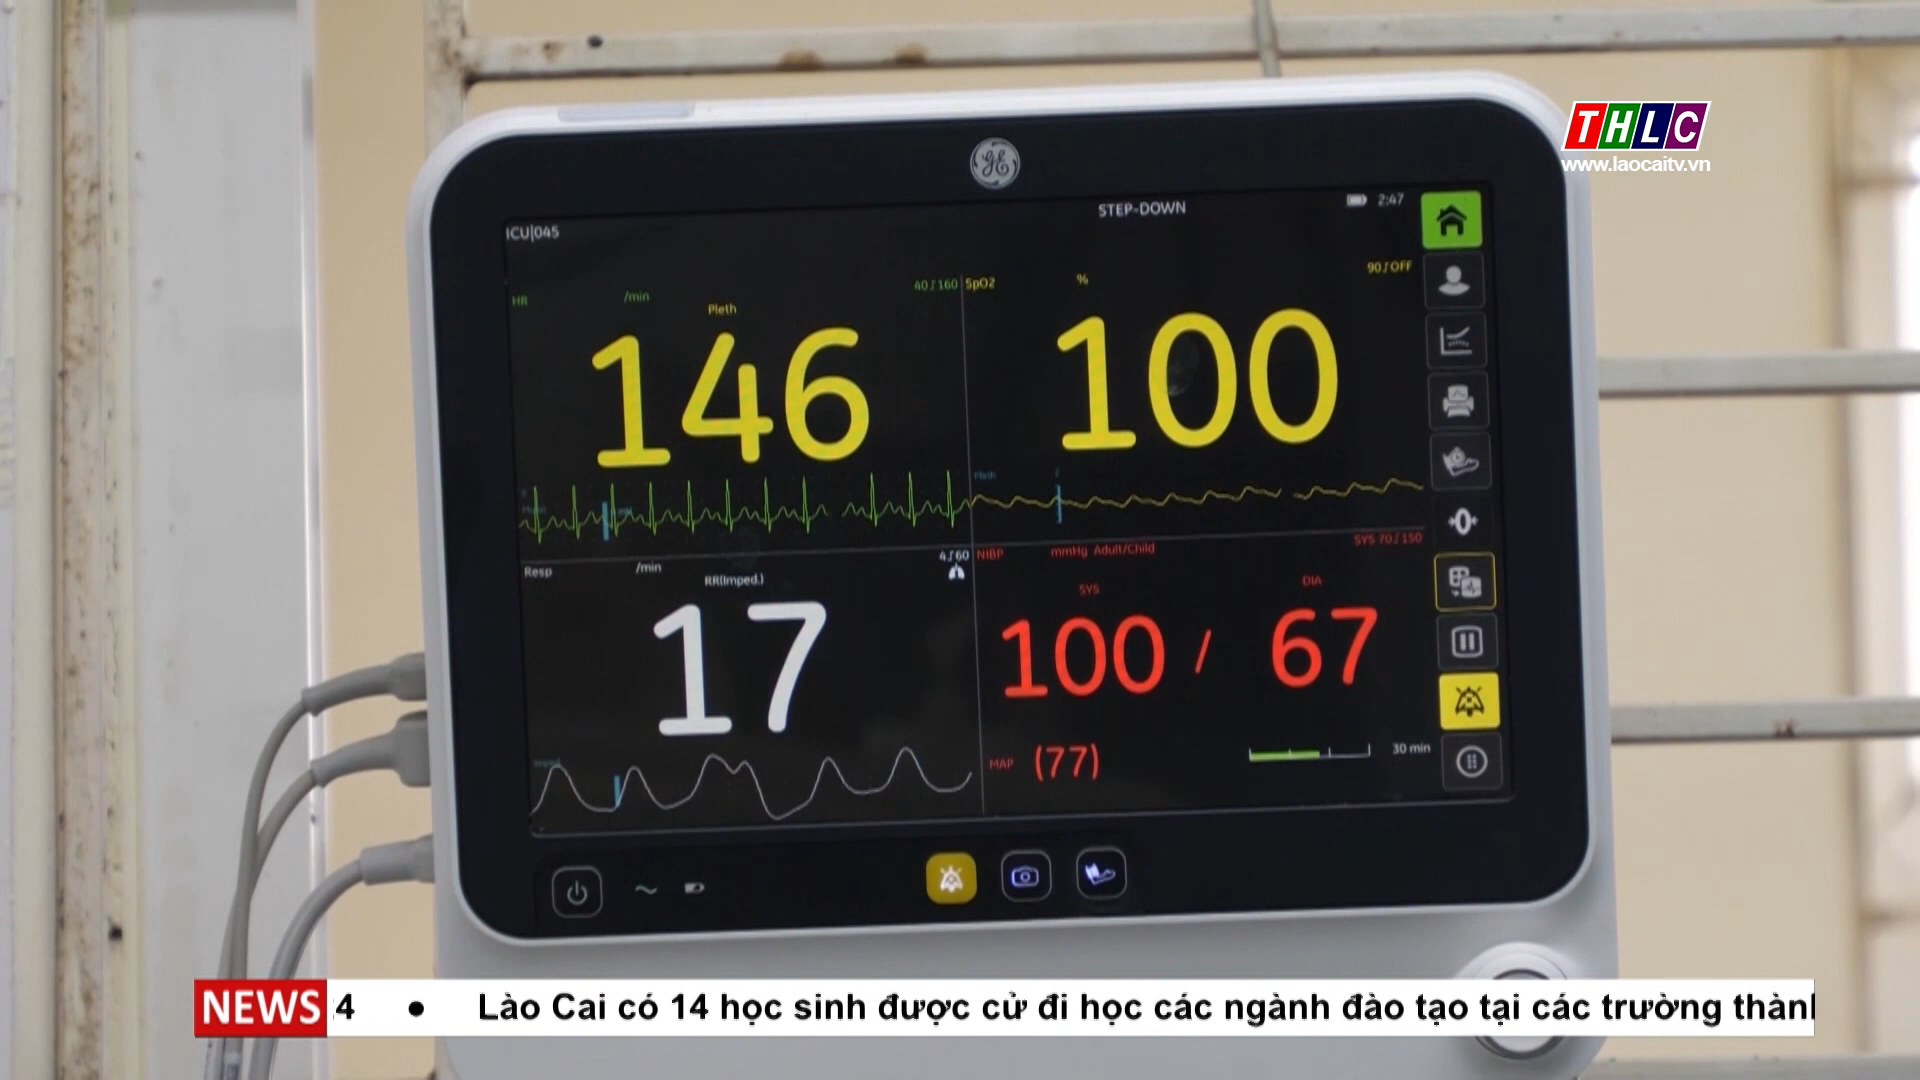 THLC
www.laocaitv.vn
GE
STEP-DOWN
2:47
ICU|045
HR
/min
40 160
SpO2
%
90 OFF
Pleth
146
100
Pleth
Resp
/min
4 60
NIBP
mmHg Adult/Child
SYS 70 150
RR(Imped.)
SYS
DIA
17
100 / 67
MAP
(77)
30 min
NEWS
24 • Lào Cai có 14 học sinh được cử đi học các ngành đào tạo tại các trường thành